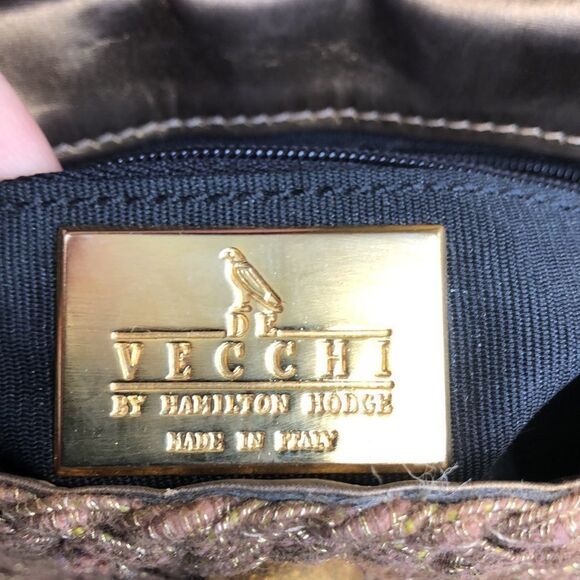 DE
VECCHI
BY HAMILTON HODGE
MADE IN ITALY